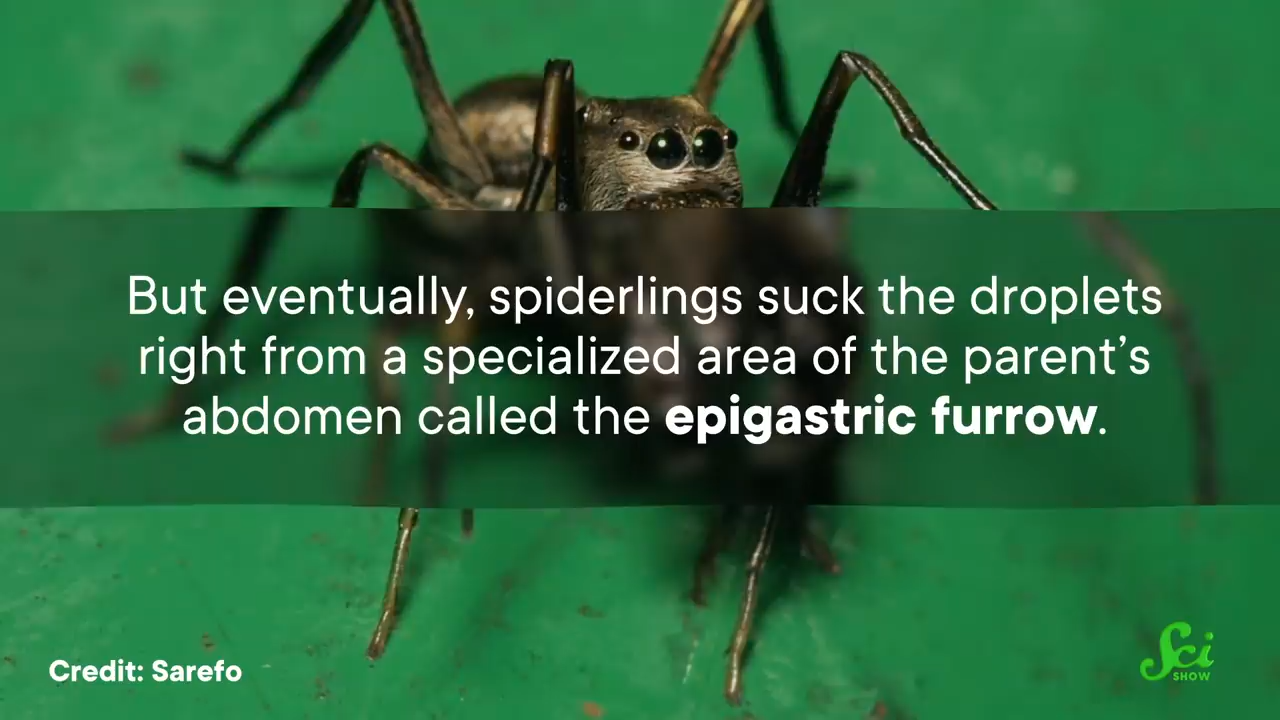 But eventually, spiderlings suck the droplets
right from a specialized area of the parent’s
abdomen called the epigastric furrow.
Credit: Sarefo
Sci
SHOW